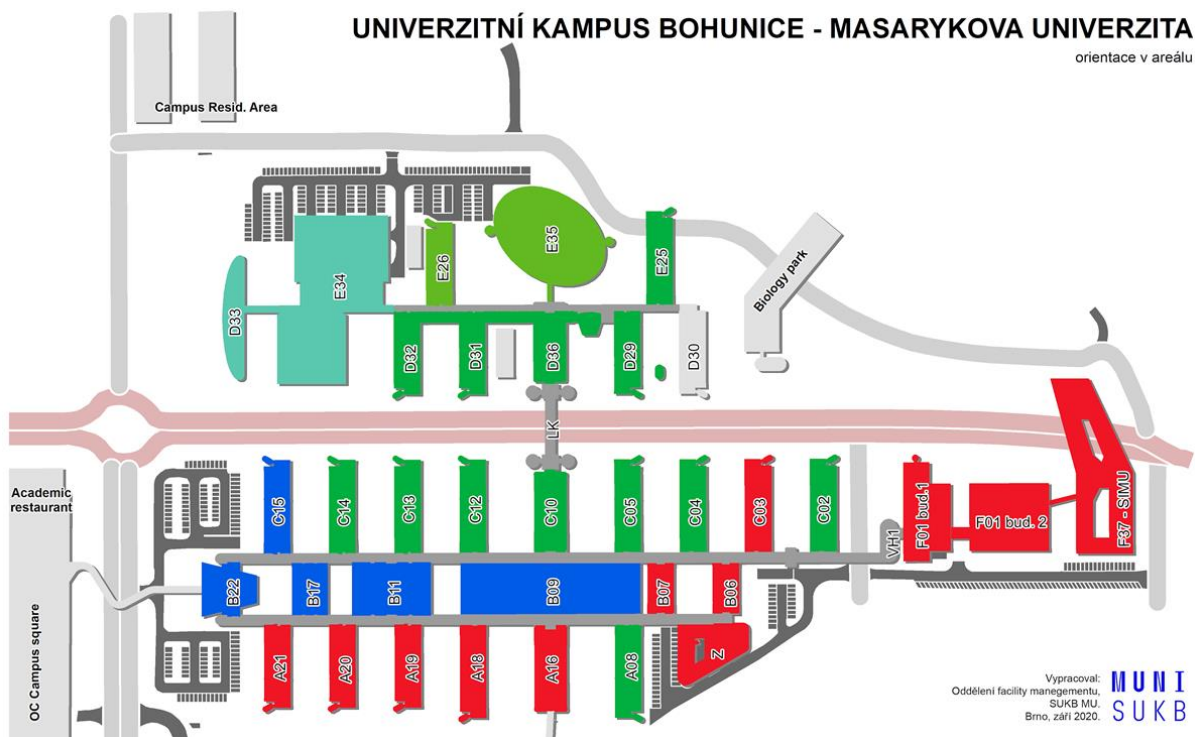 UNIVERZITNÍ KAMPUS BOHUNICE - MASARYKOVA UNIVERZITA
orientace v areálu
Campus Resid. Area
E35
E26
E25
E34
Biology park
D33
D32
D31
D36
D29
D30
LK
Academic
restaurant
C15
C14
C13
C12
C10
C05
C04
C03
C02
VH1
F01 bud.1
F01 bud. 2
F37 - SIMU
B22
B17
B11
B09
B07
B06
OC Campus square
A21
A20
A19
A18
A16
A08
Z
Vypracoval:
Oddělení facility manegementu,
SUKB MU.
Brno, září 2020.
MUNI
SUKB